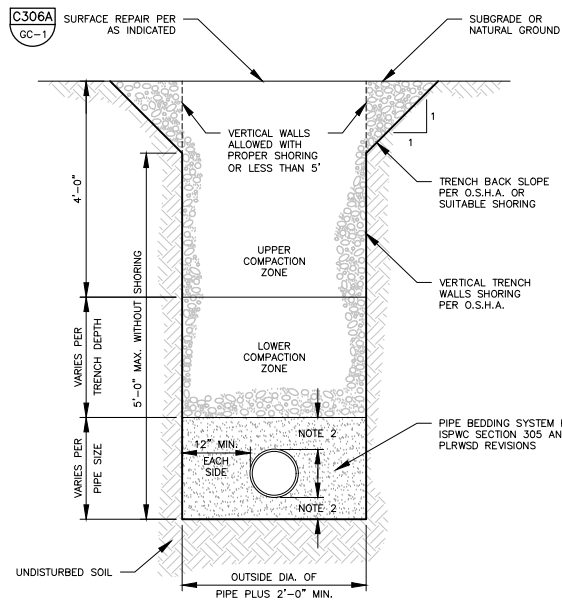 C306A
GC-1
SURFACE REPAIR PER
AS INDICATED
SUBGRADE OR
NATURAL GROUND
VERTICAL WALLS
ALLOWED WITH
PROPER SHORING
OR LESS THAN 5'
1
1
TRENCH BACK SLOPE
PER O.S.H.A. OR
SUITABLE SHORING
4'-0"
UPPER
COMPACTION
ZONE
VERTICAL TRENCH
WALLS SHORING
PER O.S.H.A.
5'-0" MAX. WITHOUT SHORING
VARIES PER
TRENCH DEPTH
LOWER
COMPACTION
ZONE
VARIES PER
PIPE SIZE
NOTE 2
12" MIN.
EACH
SIDE
NOTE 2
PIPE BEDDING SYSTEM
ISPWC SECTION 305
PLRWSD REVISIONS
UNDISTURBED SOIL
OUTSIDE DIA. OF
PIPE PLUS 2'-0" MIN.